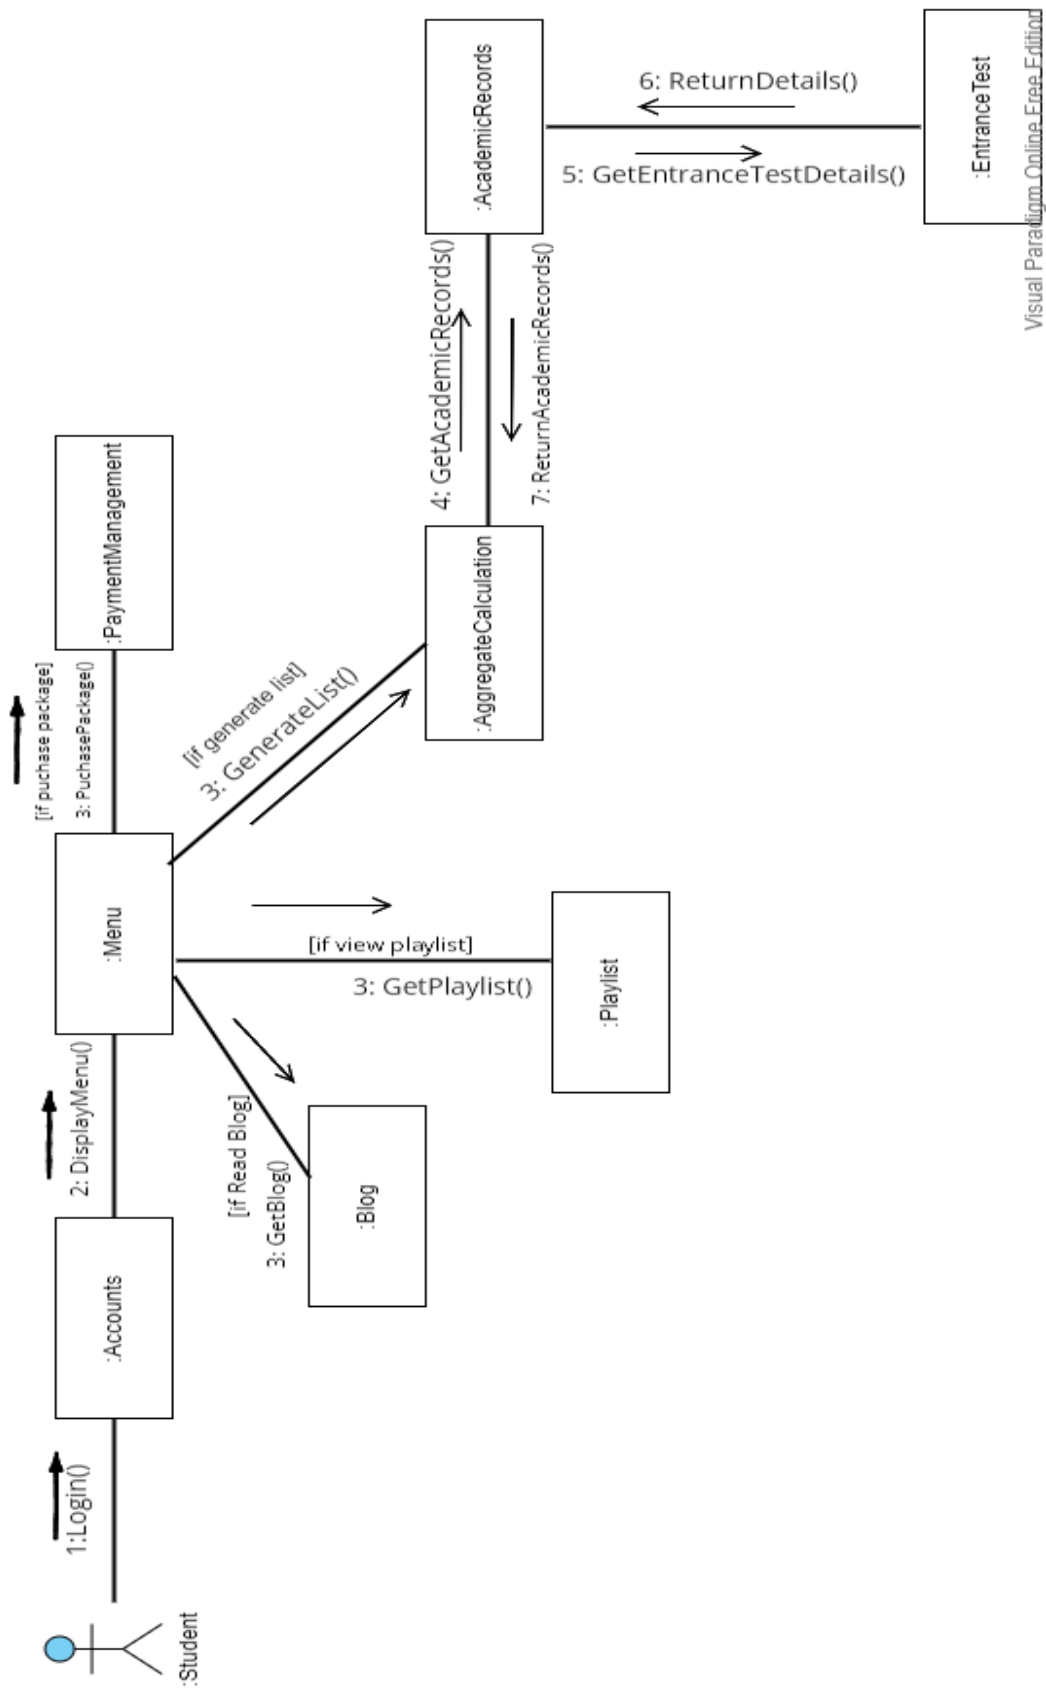 :Student
1:Login()
:Accounts
2: DisplayMenu()
:Menu
[if puchase package]
3: PuchasePackage()
:PaymentManagement
[if generate list]
3: GenerateList()
[if view playlist]
3: GetPlaylist()
:Playlist
[if Read Blog]
3: GetBlog()
:Blog
:AggregateCalculation
4: GetAcademicRecords()
7: ReturnAcademicRecords()
:AcademicRecords
6: ReturnDetails()
5: GetEntranceTestDetails()
:EntranceTest
Visual Paradigm Online Free Edition